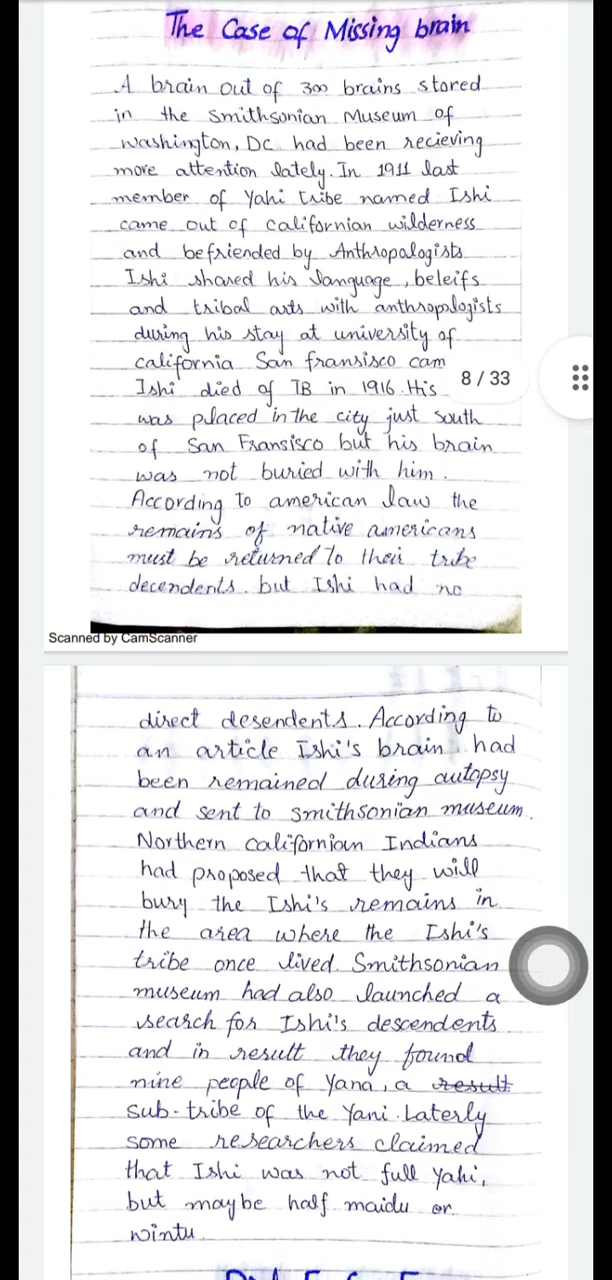 The Case of Missing brain
A brain out of 300 brains stored
in the Smithsonian Museum of
washington, DC had been recieving
more attention lately. In 1911 last
member of Yahi tribe named Ishi
came out of californian wilderness
and befriended by Anthropalogists
Ishi shared his language, beleifs
and tribal arts with anthropologists
during his stay at university of
california San fransisco cam
Ishi died of TB in 1916. His
8 / 33
was placed in the city just south
of San Fransisco but his brain
was not buried with him.
According to american law the
remains of native americans
must be returned to their tribe
decendents. but Ishi had no
Scanned by CamScanner
direct desendents. According to
an article Ishi's brain had
been remained during autopsy
and sent to smithsonian museum.
Northern californian Indians
had proposed that they will
bury the Ishi's remains in
the area where the Ishi's
tribe once lived. Smithsonian
museum had also launched a
search for Ishi's descendents
and in result they found
nine people of Yana, a result
sub-tribe of the Yani. Laterly
some researchers claimed
that Ishi was not full Yahi,
but maybe half maidu or
wintu.